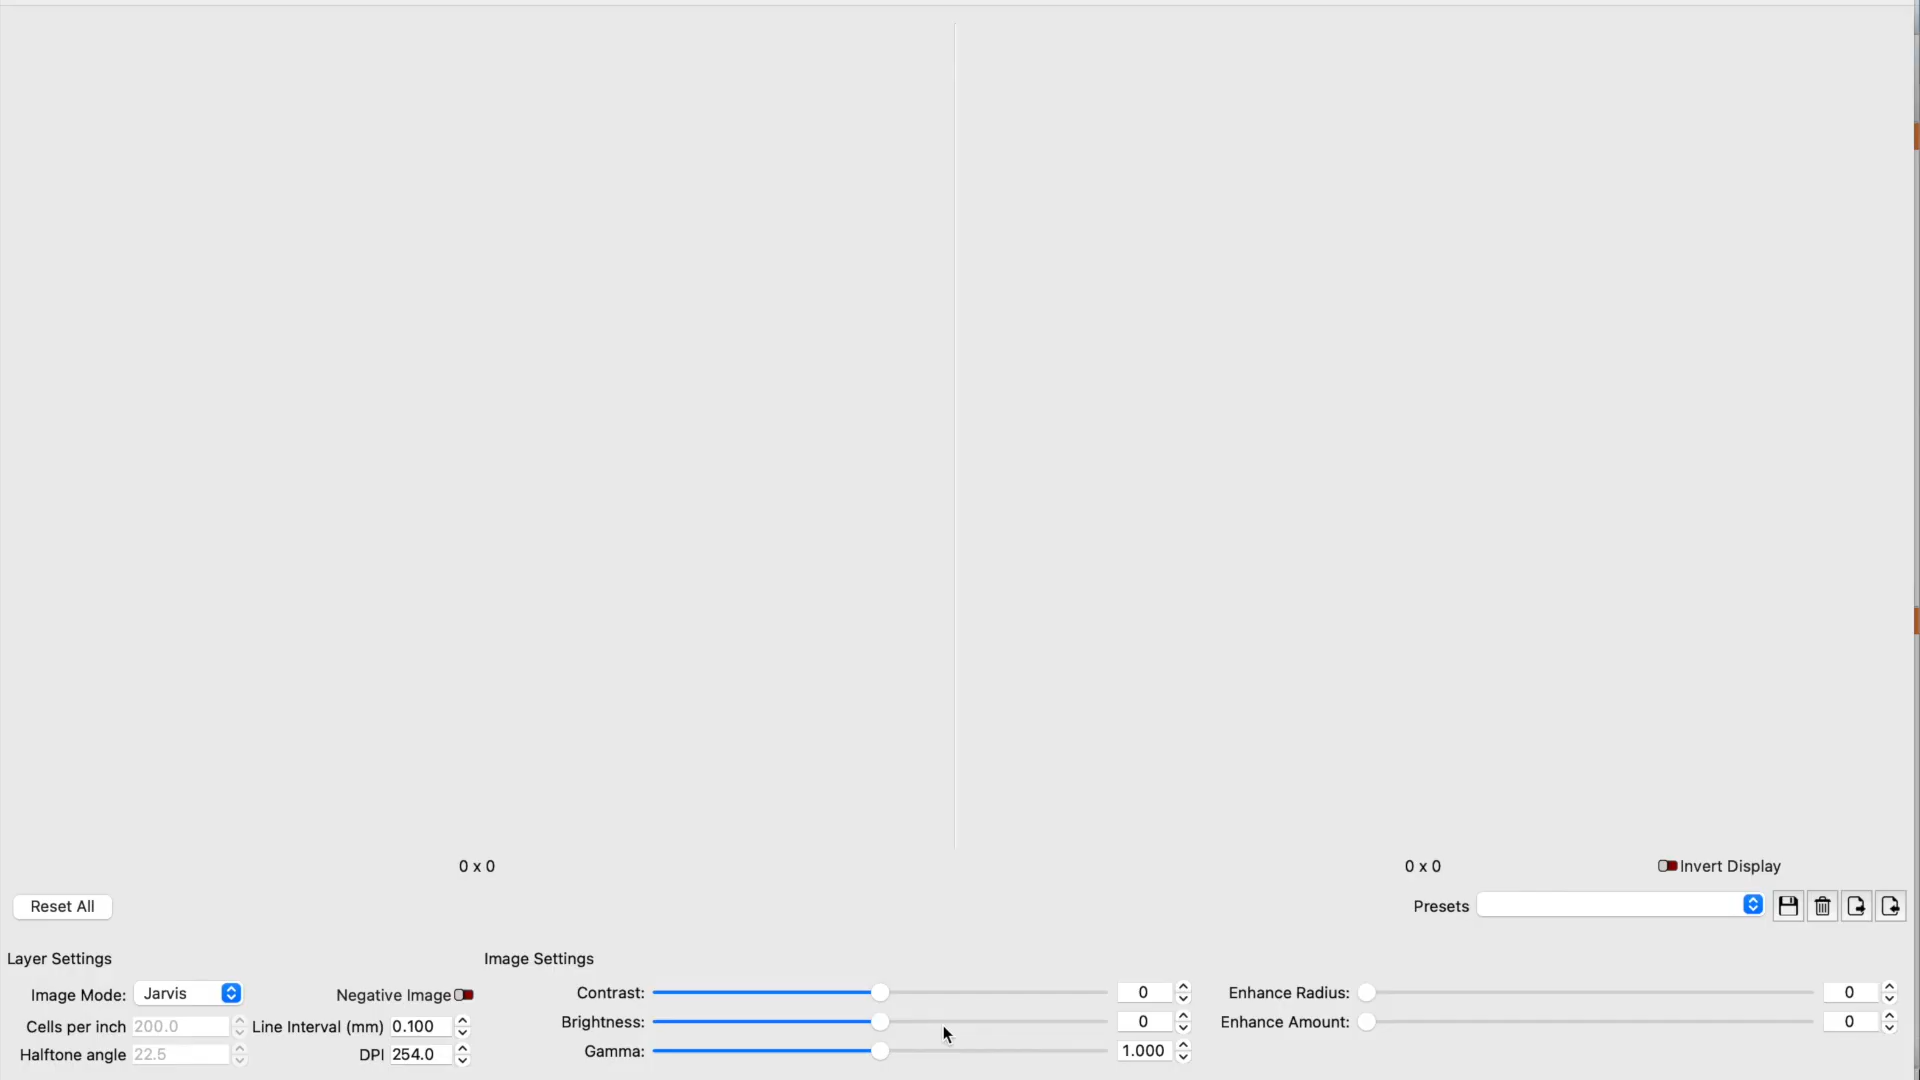 0 x 0
0 x 0
Invert Display
Reset All
Presets
Layer Settings
Image Settings
Image Mode: Jarvis
Negative Image
Contrast: 0
Enhance Radius: 0
Cells per inch 200.0
Line Interval (mm) 0.100
Brightness: 0
Enhance Amount: 0
Halftone angle 22.5
DPI 254.0
Gamma: 1.000